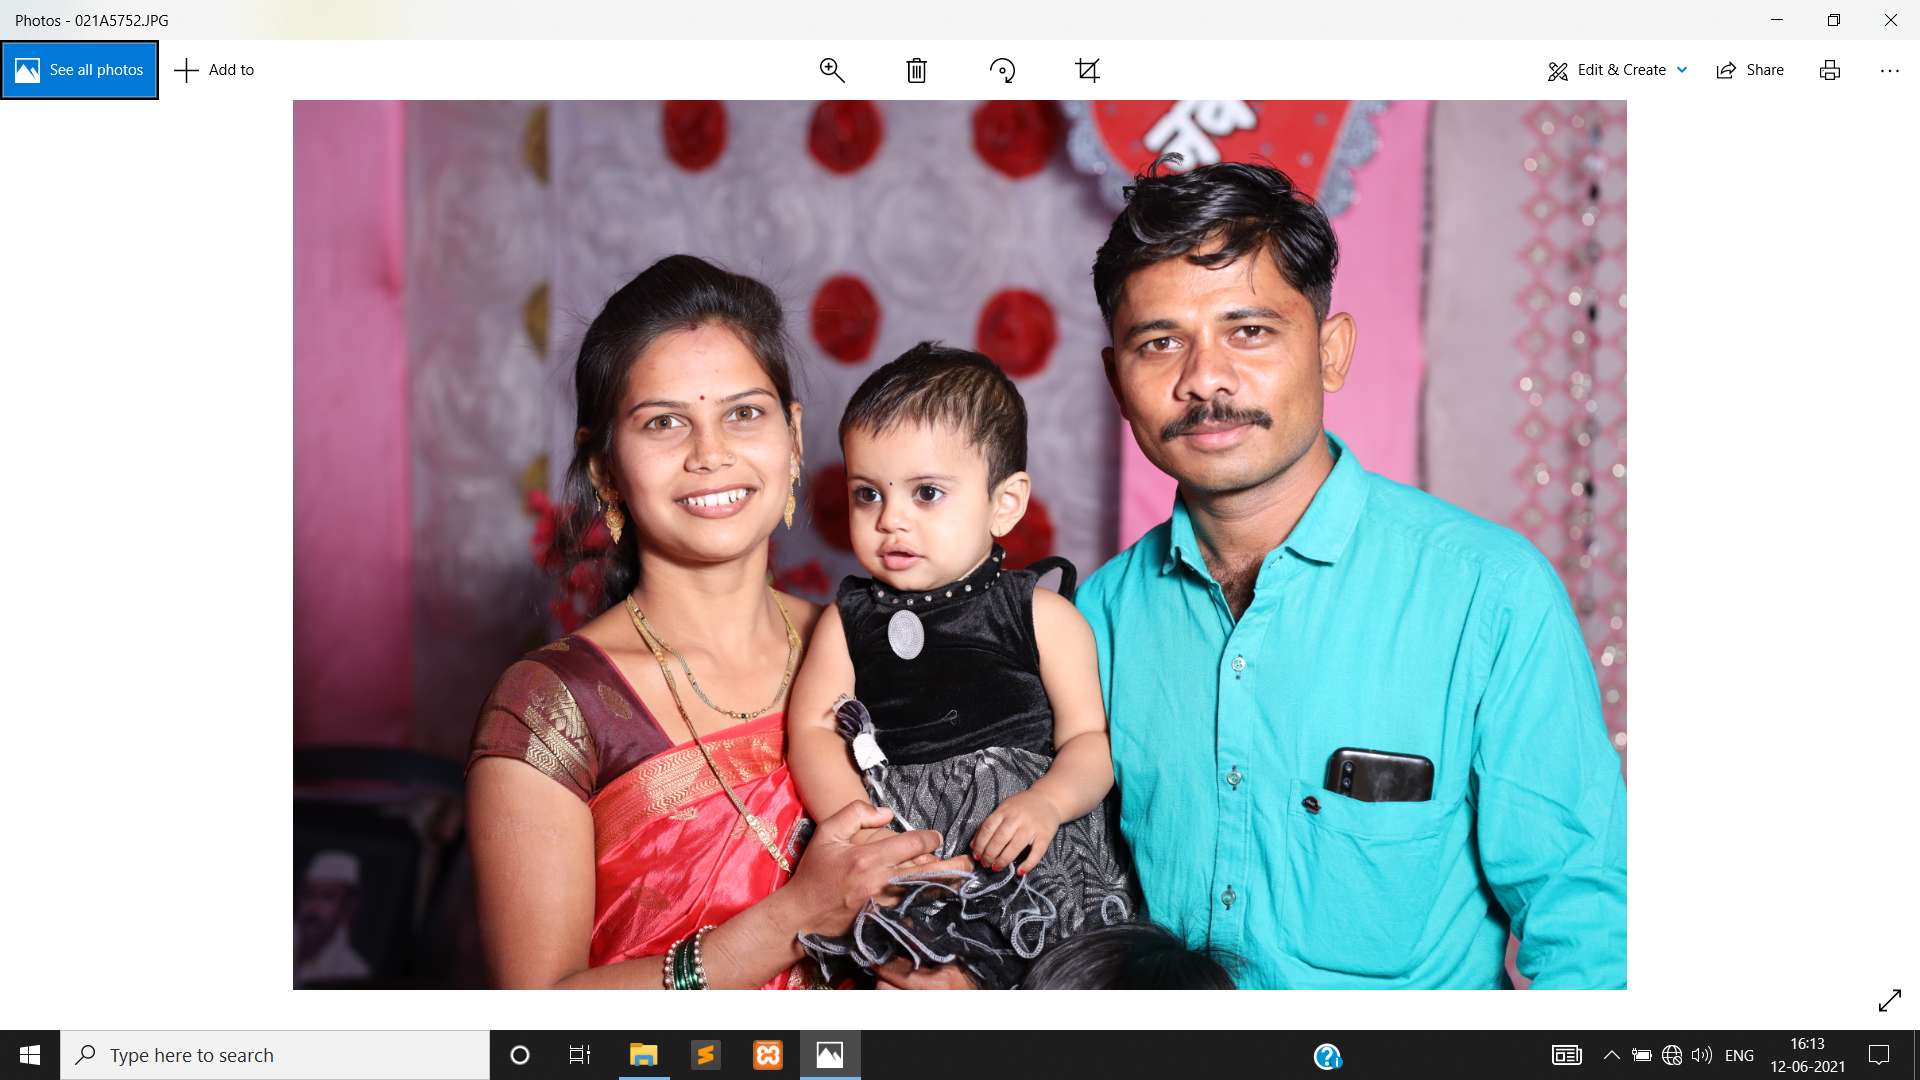 Photos - 021A5752.JPG
See all photos
Add to
Edit & Create
Share
Type here to search
ENG
16:13
12-06-2021